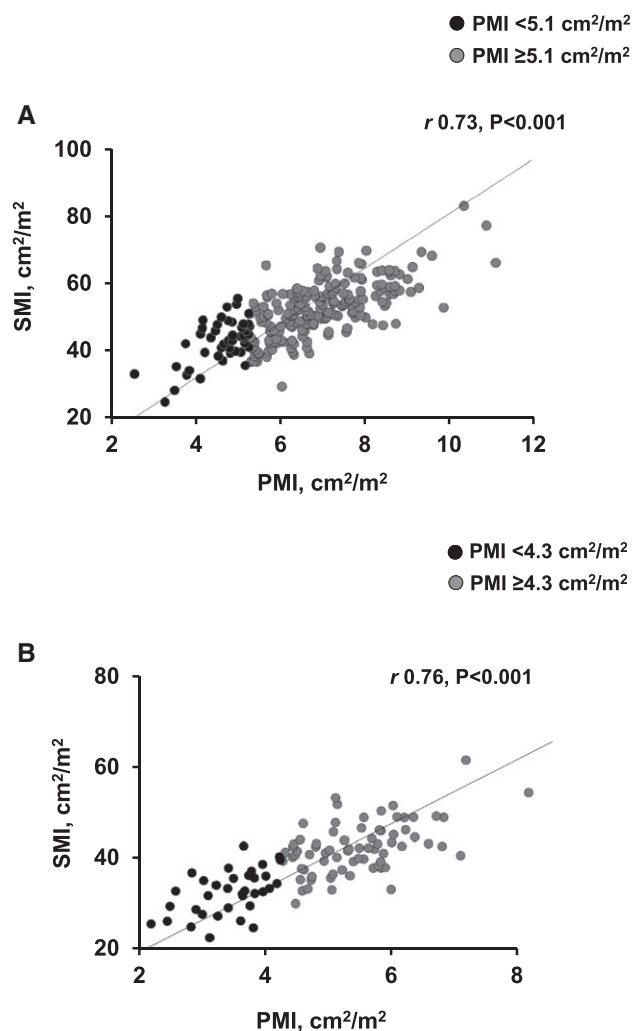 PMI <5.1 cm²/m²
PMI ≥5.1 cm²/m²
A
r 0.73, P<0.001
100
80
60
40
20
SMI, cm²/m²
2 4 6 8 10 12
PMI, cm²/m²
PMI <4.3 cm²/m²
PMI ≥4.3 cm²/m²
B
r 0.76, P<0.001
80
60
40
20
SMI, cm²/m²
2 4 6 8
PMI, cm²/m²